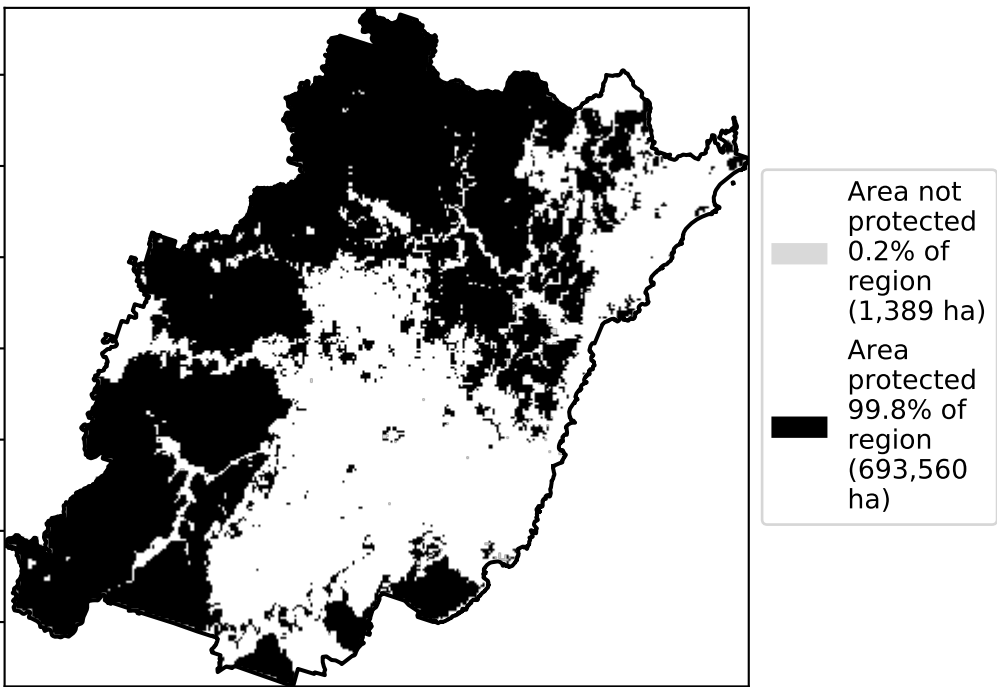 Area not
protected
0.2% of
region
(1,389 ha)
Area
protected
99.8% of
region
(693,560
ha)